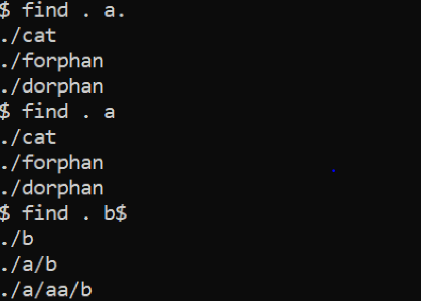 $ find . a.
./cat
./forphan
./dorphan
$ find . a
./cat
./forphan
./dorphan
$ find . b$
./b
./a/b
./a/aa/b